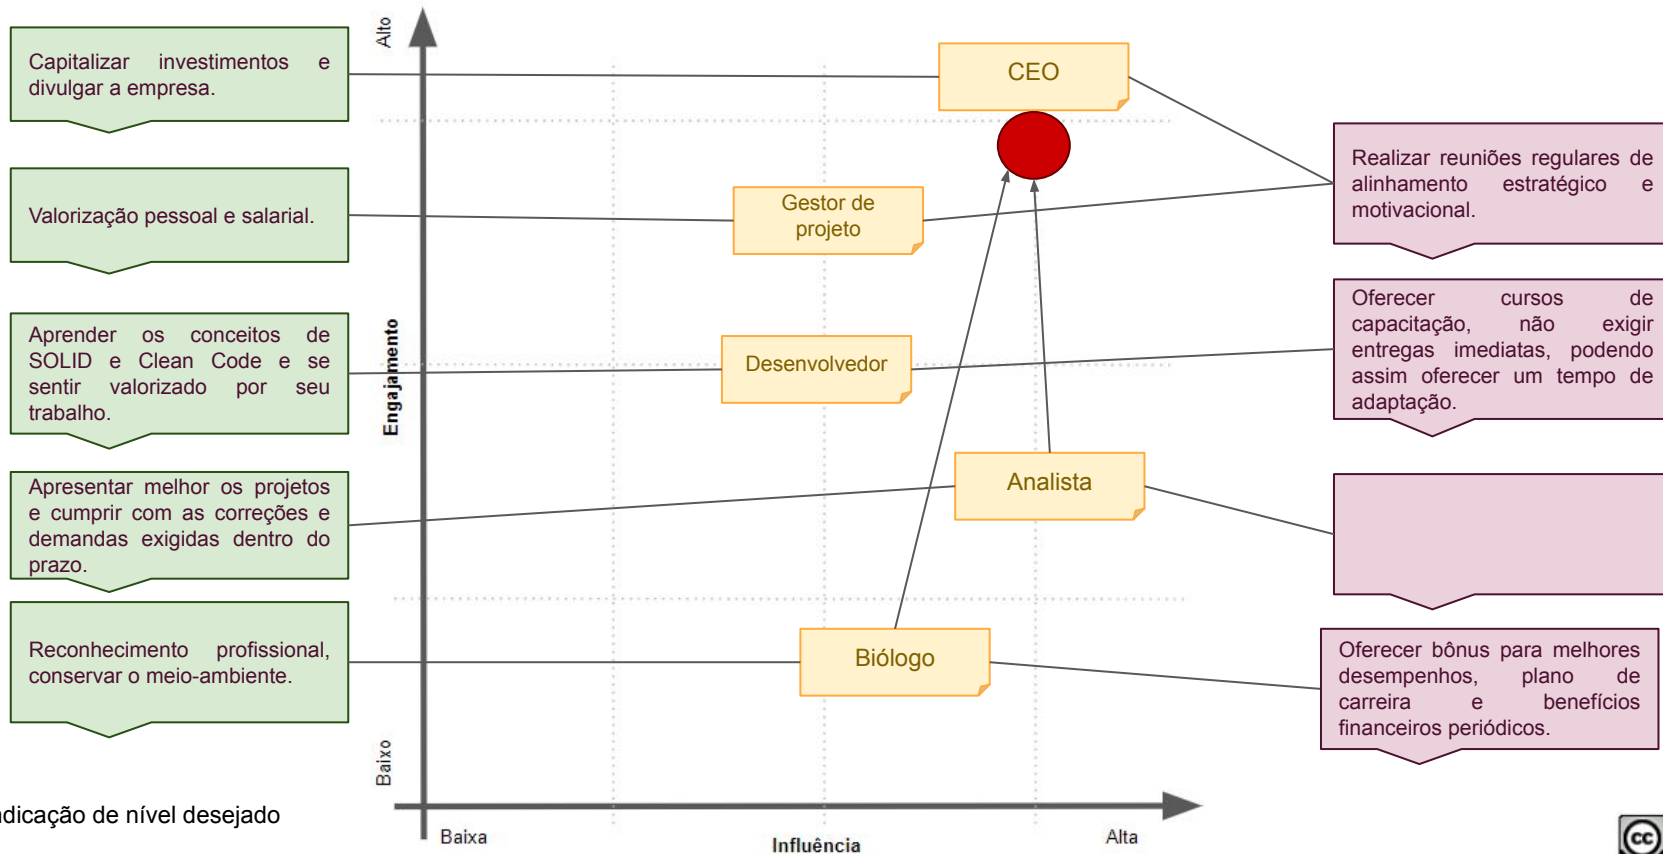 Alto
Capitalizar investimentos e
divulgar a empresa.
CEO
Realizar reuniões regulares de
alinhamento estratégico e
motivacional.
Valorização pessoal e salarial.
Gestor de
projeto
Engajamento
Aprender os conceitos de
SOLID e Clean Code e se
sentir valorizado por seu
trabalho.
Desenvolvedor
Oferecer cursos de
capacitação, não exigir
entregas imediatas, podendo
assim oferecer um tempo de
adaptação.
Apresentar melhor os projetos
e cumprir com as correções e
demandas exigidas dentro do
prazo.
Analista
Reconhecimento profissional,
conservar o meio-ambiente.
Biólogo
Oferecer bônus para melhores
desempenhos, plano de
carreira e benefícios
financeiros periódicos.
Baixo
ndicação de nível desejado
Baixa
Influência
Alta
cc